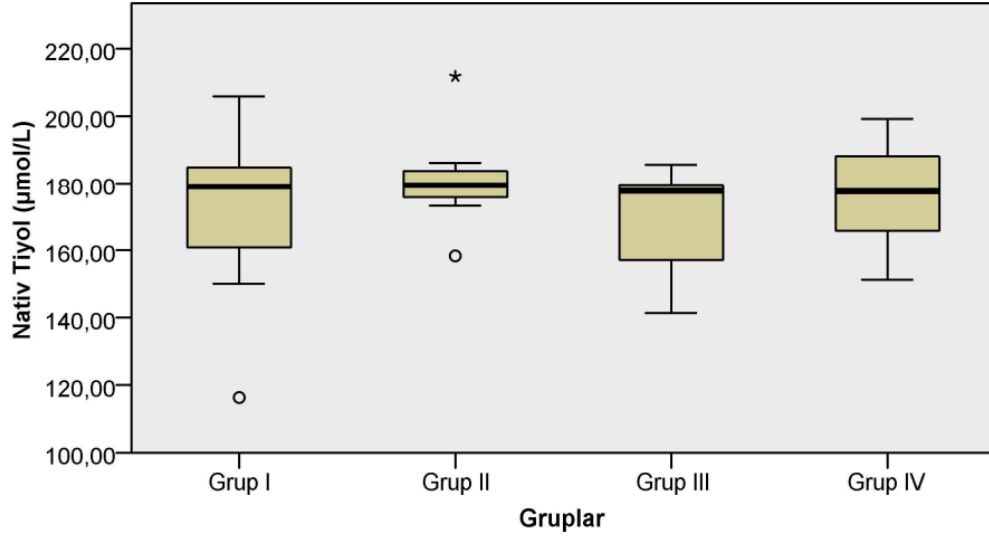 Nativ Tiyol (µmol/L)
220,00
200,00
180,00
160,00
140,00
120,00
100,00
Grup I
Grup II
Grup III
Grup IV
Gruplar